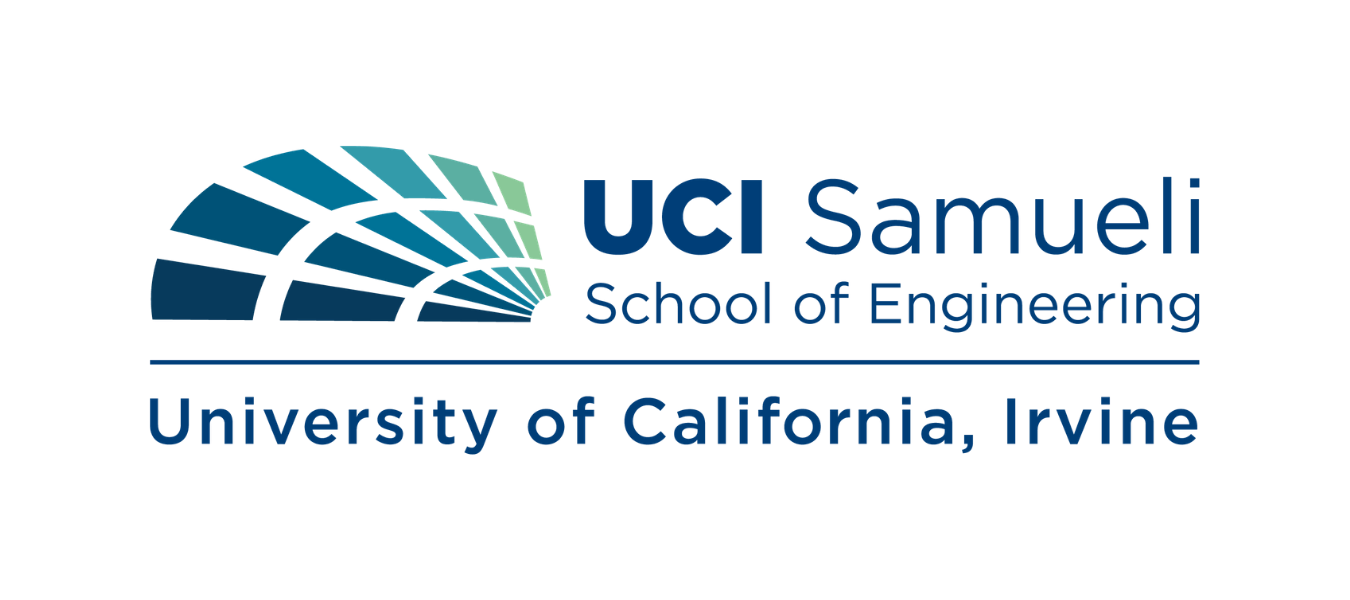 UCI Samueli
School of Engineering
University of California, Irvine